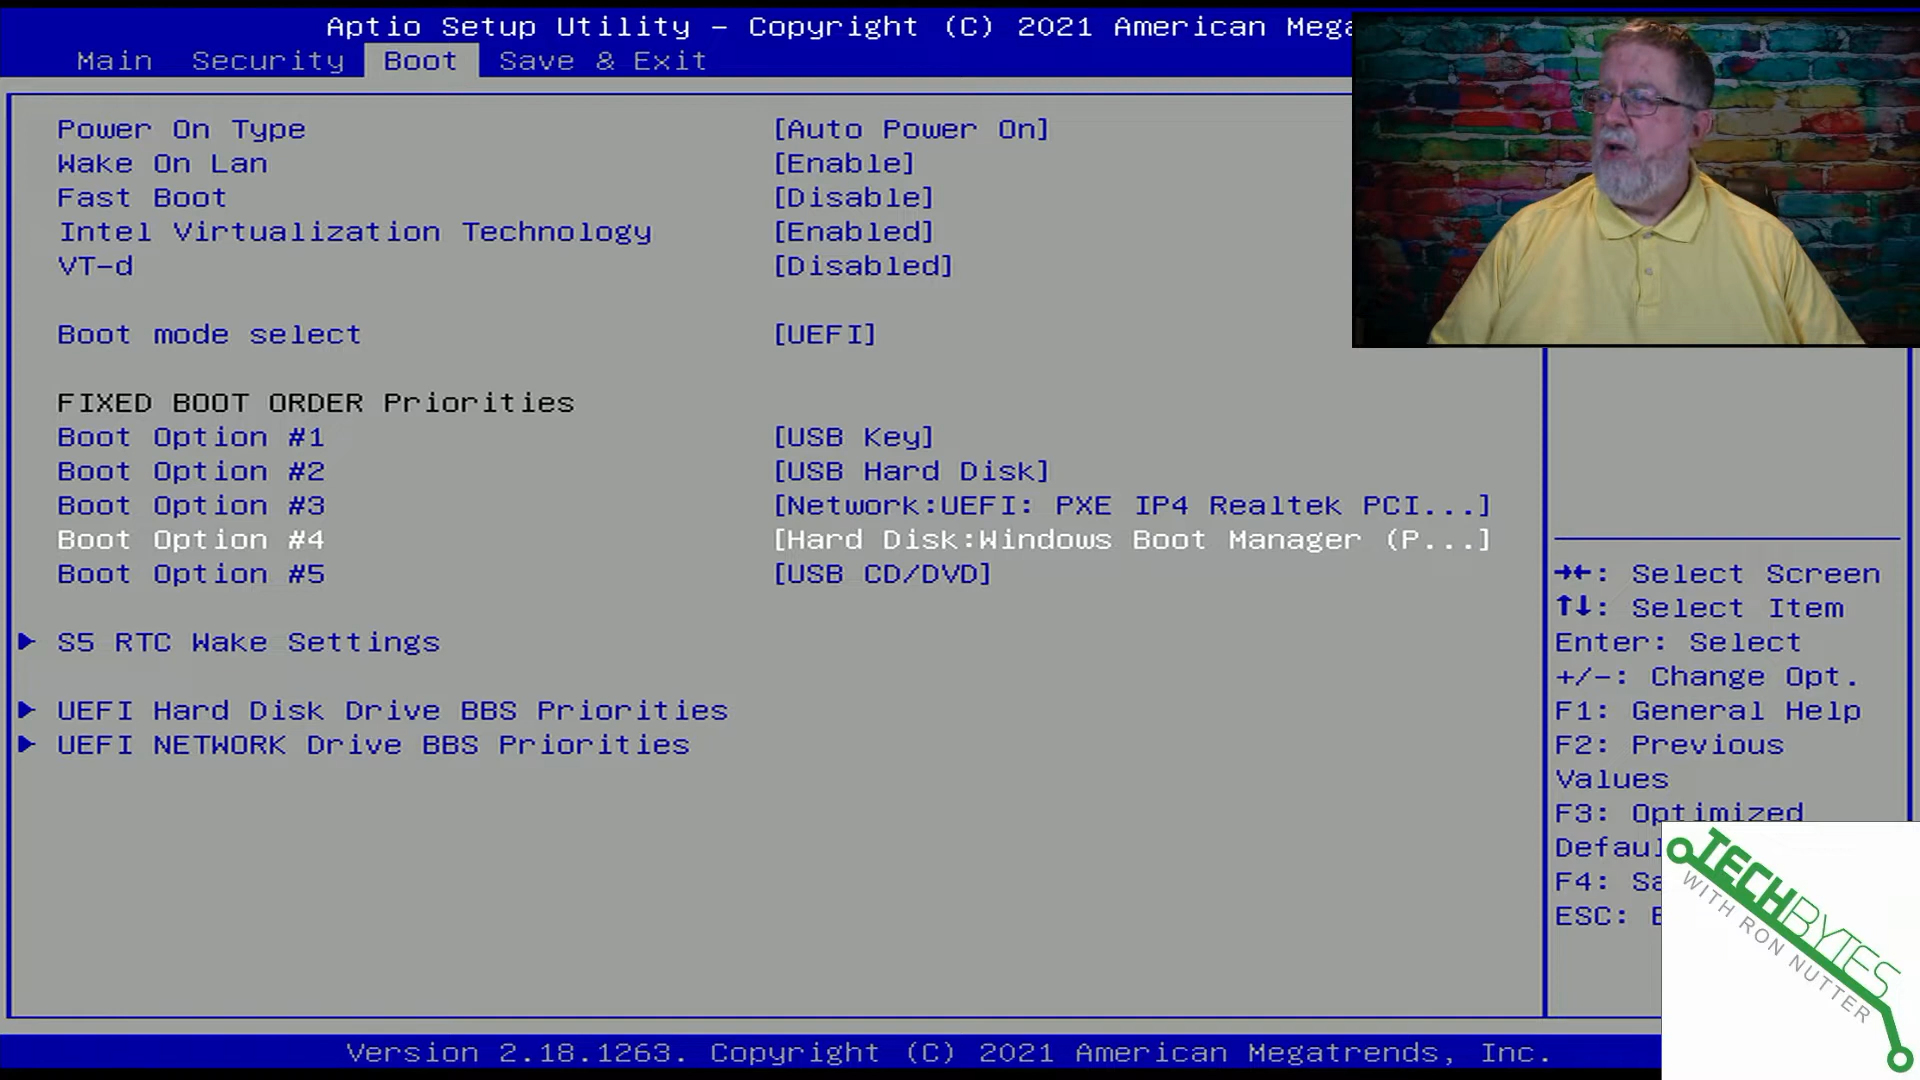 Aptio Setup Utility – Copyright (C) 2021 American Mega
Main Security Boot Save & Exit
Power On Type [Auto Power On]
Wake On Lan [Enable]
Fast Boot [Disable]
Intel Virtualization Technology [Enabled]
VT-d [Disabled]
Boot mode select [UEFI]
FIXED BOOT ORDER Priorities
Boot Option #1 [USB Key]
Boot Option #2 [USB Hard Disk]
Boot Option #3 [Network:UEFI: PXE IP4 Realtek PCI...]
Boot Option #4 [Hard Disk:Windows Boot Manager (P...]
Boot Option #5 [USB CD/DVD]
S5 RTC Wake Settings
UEFI Hard Disk Drive BBS Priorities
UEFI NETWORK Drive BBS Priorities
→←: Select Screen
↑↓: Select Item
Enter: Select
+/-: Change Opt.
F1: General Help
F2: Previous
Values
F3: Optimized
Defaul
F4: Sa
ESC: E
TECHBYTES
WITH RON NUTTER
Version 2.18.1263. Copyright (C) 2021 American Megatrends, Inc.